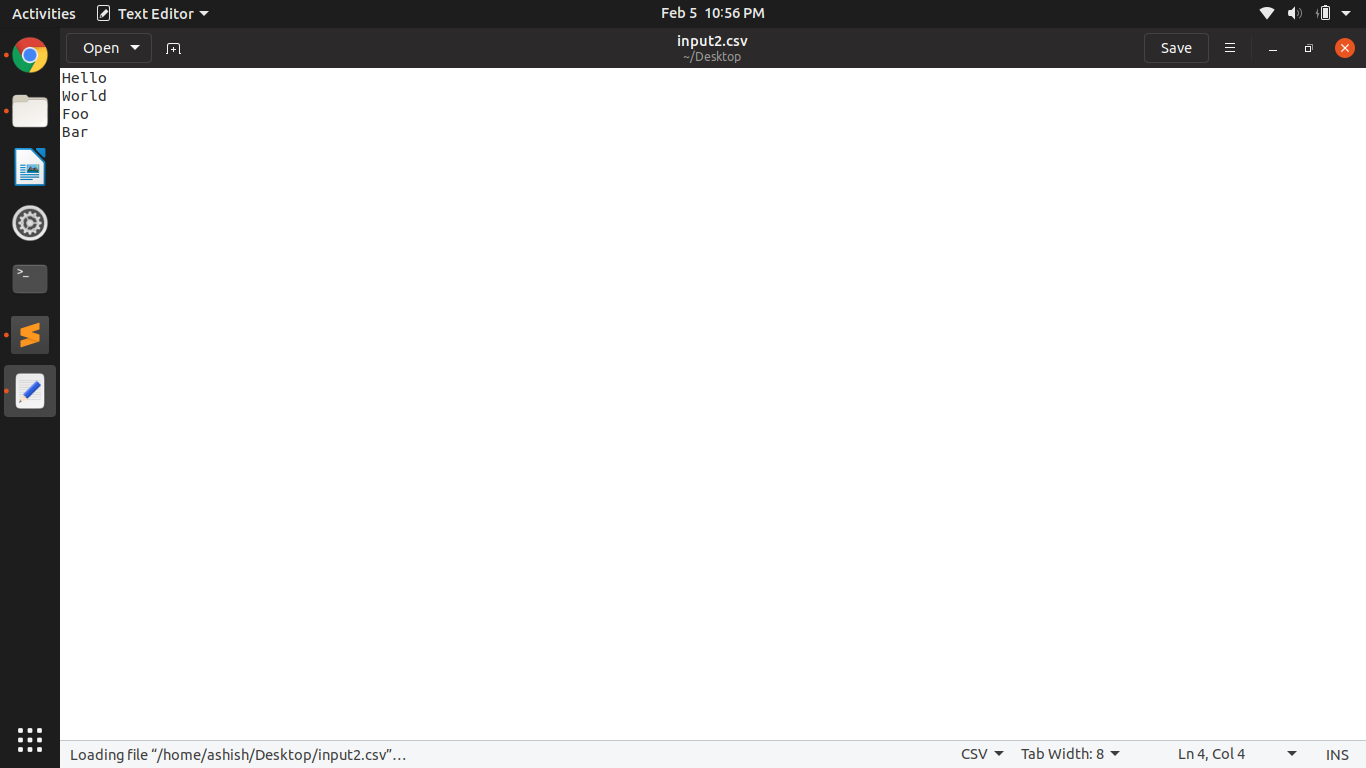 Activities Text Editor Feb 5 10:56 PM
Open input2.csv Save
~/Desktop
Hello
World
Foo
Bar
>_
Loading file “/home/ashish/Desktop/input2.csv”… CSV Tab Width: 8 Ln 4, Col 4 INS